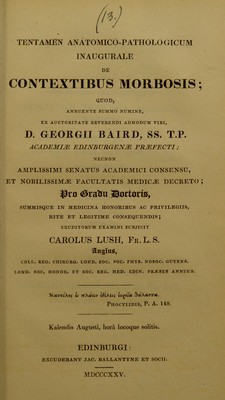 (13.)
TENTAMEN ANATOMICO-PATHOLOGICUM
INAUGURALE
DE
CONTEXTIBUS MORBOSIS;
QUOD,
ANNUENTE SUMMO NUMINE,
EX AUCTORITATE REVERENDI ADMODUM VIRI,
D. GEORGII BAIRD, SS. T.P.
ACADEMIÆ EDINBURGENÆ PRÆFECTI;
NECNON
AMPLISSIMI SENATUS ACADEMICI CONSENSU,
ET NOBILISSIMÆ FACULTATIS MEDICÆ DECRETO;
Pro Gradu Doctoris,
SUMMISQUE IN MEDICINA HONORIBUS AC PRIVILEGIIS,
RITE ET LEGITIME CONSEQUENDIS;
ERUDITORUM EXAMINI SUBJICIT
CAROLUS LUSH, FR. L.S.
Anglus,
COLL. REG. CHIRURG. LOND. SOC. SOC. PHYS. NOSOC. GUYENS.
LOND. SOC, HONOR. ET SOC. REG. MED. EDIN. PRÆSES ANNUUS.
PHOCYLIDIS, P. A. 148.
Kalendis Augusti, horâ locoque solitis.
EDINBURGI:
EXCUDEBANT JAC. BALLANTYNE ET SOCII.
MDCCCXXV.